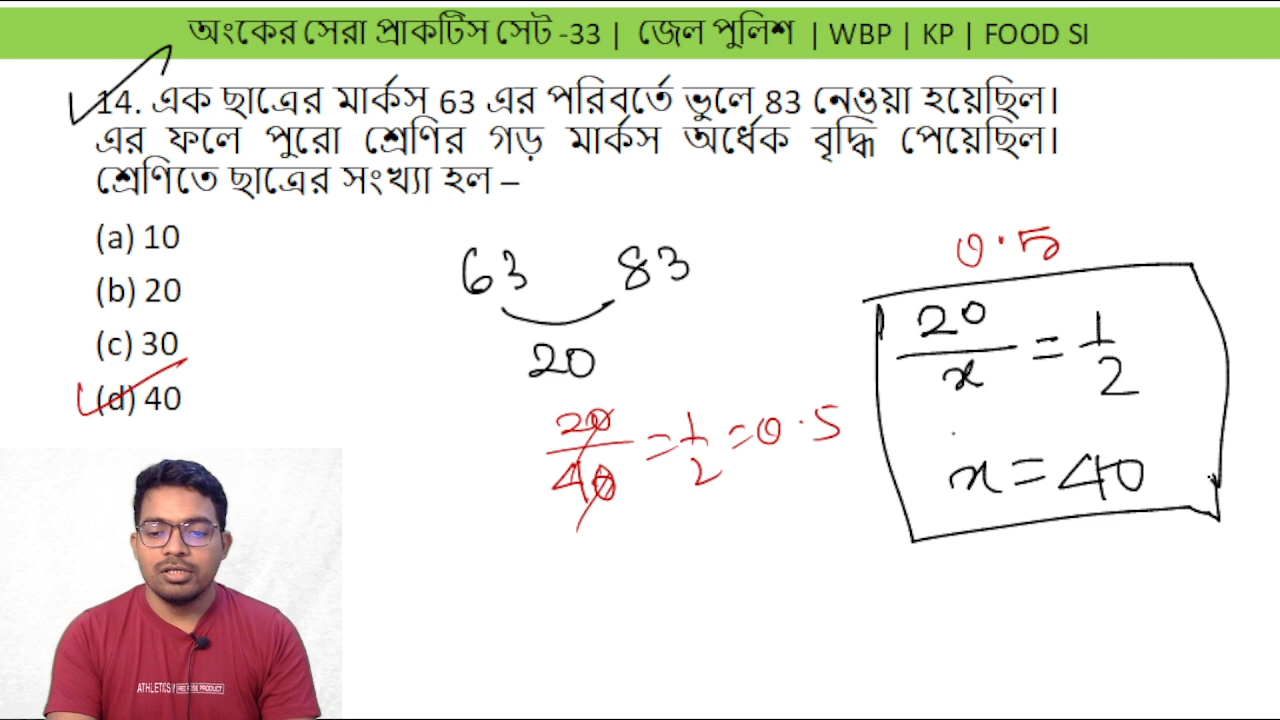 অংকের সেরা প্রাকটিস সেট -33 | জেল পুলিশ | WBP | KP | FOOD SI
14. এক ছাত্রের মার্কস 63 এর পরিবর্তে ভুলে 83 নেওয়া হয়েছিল।
এর ফলে পুরো শ্রেণির গড় মার্কস অর্ধেক বৃদ্ধি পেয়েছিল।
শ্রেণিতে ছাত্রের সংখ্যা হল –
(a) 10
(b) 20
(c) 30
(d) 40
63 83
20
20/40 = 1/2 = 0.5
0.5
20/x = 1/2
x = 40
ATHLETICS